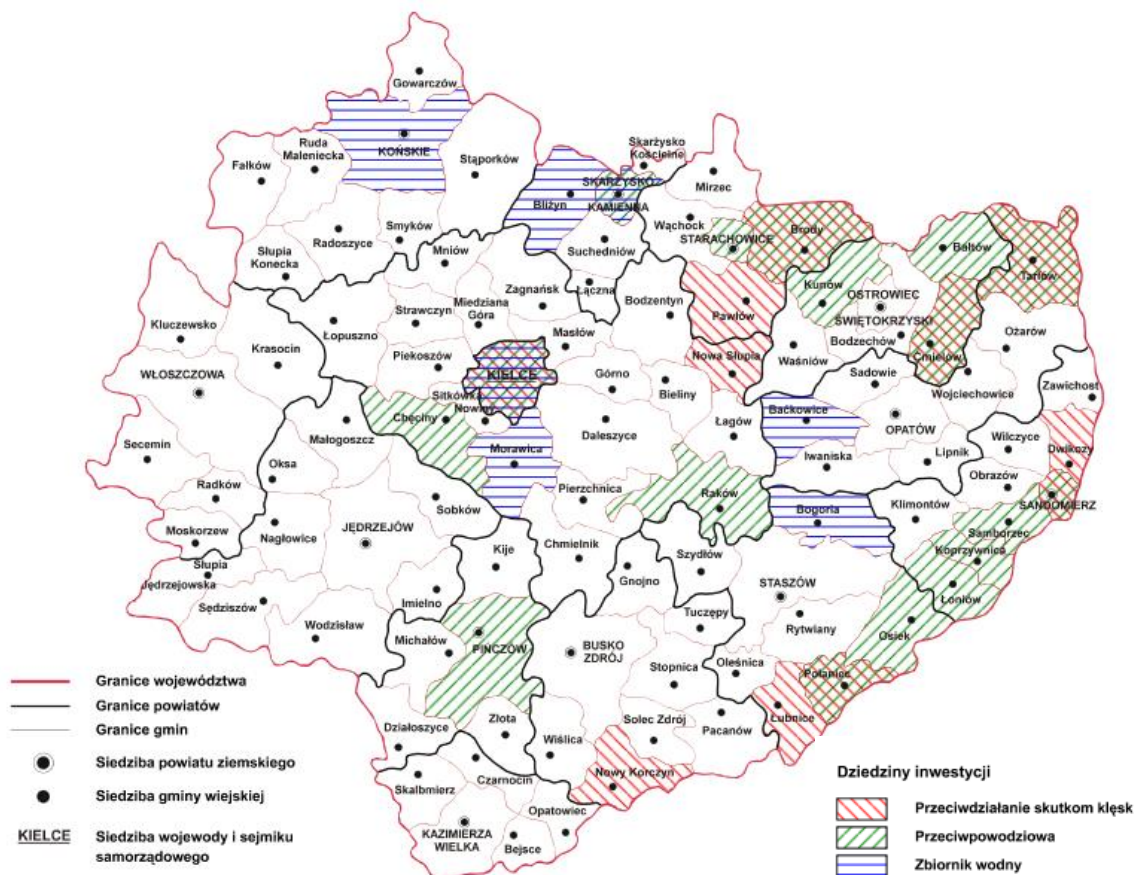 Gowarczów
KOŃSKIE
Ruda
Maleniecka
Fałków
Stąporków
Skarżysko
Kościelne
SKARŻYSKO
KAMIENNA
Bliżyn
Mirzec
Wąchock
STARACHOWICE
Brody
Bałtów
Tarłów
Radoszyce
Smyków
Słupia
Konecka
Mniów
Suchedniów
Łączna
Zagnańsk
Bodzentyn
Pawłów
Kunów
OSTROWIEC
ŚWIĘTOKRZYSKI
Bodzechów
Ćmielów
Ożarów
Kluczewsko
Krasocin
Łopuszno
Strawczyn
Miedziana
Góra
Masłów
Piekoszów
KIELCE
Górno
Bieliny
Nowa Słupia
Waśniów
Sadowie
Wojciechowice
Zawichost
WŁOSZCZOWA
Sitkówka
Nowiny
Chęciny
Morawica
Daleszyce
Łagów
Baćkowice
OPATÓW
Iwaniska
Lipnik
Wilczyce
Dwikozy
Obrazów
SANDOMIERZ
Secemin
Małogoszcz
Oksa
Radków
Moskorzew
Sobków
Pierzchnica
Raków
Bogoria
Klimontów
Samborzec
Koprzywnica
Łoniów
JĘDRZEJÓW
Nagłowice
Słupia
Jędrzejowska
Sędziszów
Kije
Chmielnik
Gnojno
Szydłów
STASZÓW
Imielno
Wodzisław
Tuczępy
Rytwiany
Osiek
Michałów
PIŃCZÓW
BUSKO
ZDRÓJ
Stopnica
Oleśnica
Połaniec
Łubnice
Działoszyce
Złota
Wiślica
Solec Zdrój
Pacanów
Nowy Korczyn
Skalbmierz
Czarnocin
Opatowiec
KAZIMIERZA
WIELKA
Bejsce
Granice województwa
Granice powiatów
Granice gmin
Siedziba powiatu ziemskiego
Siedziba gminy wiejskiej
KIELCE Siedziba wojewody i sejmiku
samorządowego
Dziedziny inwestycji
Przeciwdziałanie skutkom klęsk
Przeciwpowodziowa
Zbiornik wodny